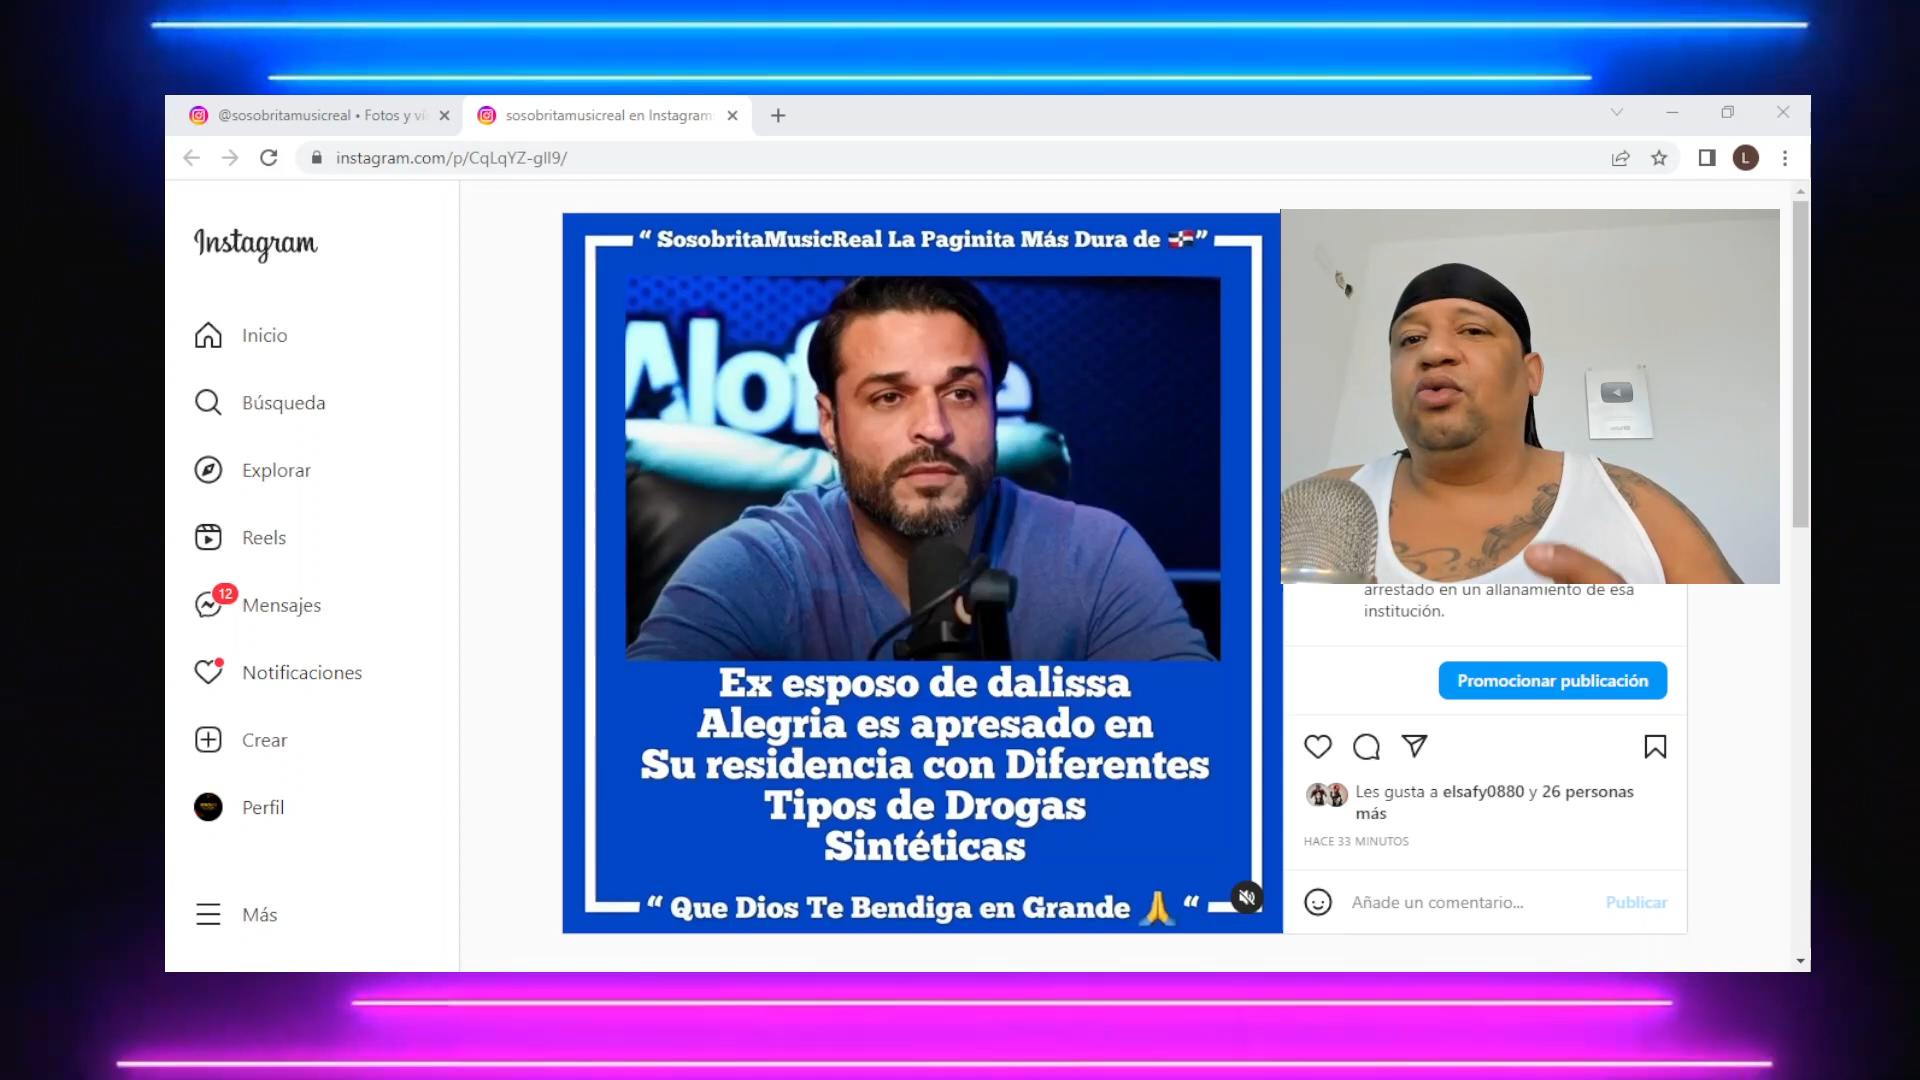 @sosobritamusicreal • Fotos y ví
sosobritamusicreal en Instagram
instagram.com/p/CqLqYZ-gII9/
L
Instagram
Inicio
Búsqueda
Explorar
Reels
12
Mensajes
Notificaciones
Crear
Perfil
Más
“ SosobritaMusicReal La Paginita Más Dura de 🇩🇴”
Alof
e
Ex esposo de dalissa
Alegria es apresado en
Su residencia con Diferentes
Tipos de Drogas
Sintéticas
“ Que Dios Te Bendiga en Grande 🙏 “
arrestado en un allanamiento de esa
institución.
Promocionar publicación
Les gusta a elsafy0880 y 26 personas
más
HACE 33 MINUTOS
Añade un comentario... Publicar